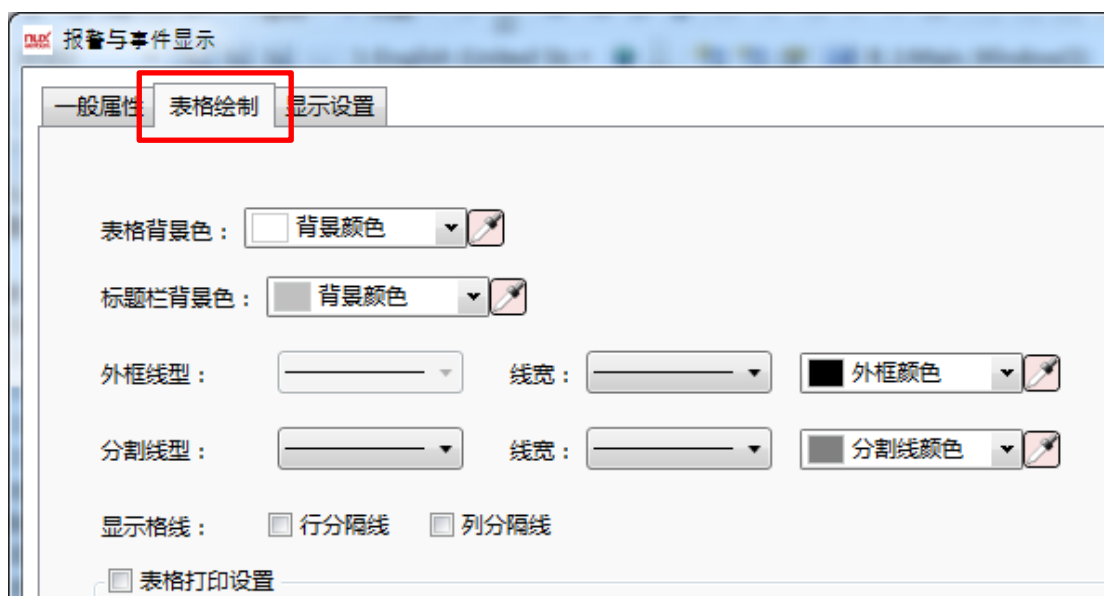 报警与事件显示
一般属性 表格绘制 显示设置
表格背景色： 背景颜色
标题栏背景色： 背景颜色
外框线型： 线宽： 外框颜色
分割线型： 线宽： 分割线颜色
显示格线： 行分隔线 列分隔线
表格打印设置